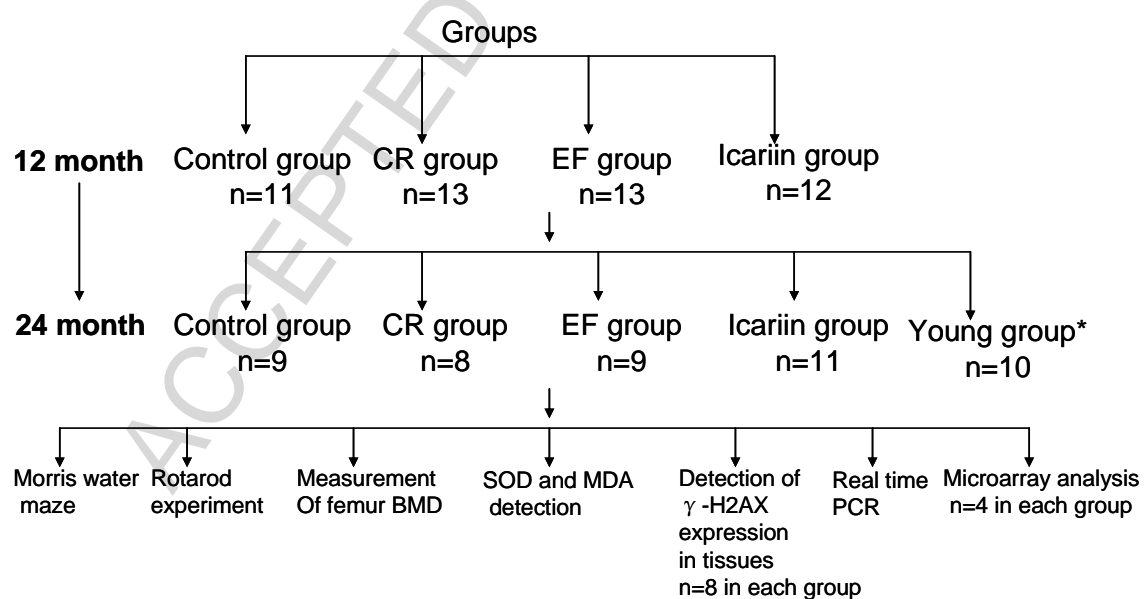 Groups
12 month
Control group
n=11
CR group
n=13
EF group
n=13
Icariin group
n=12
24 month
Control group
n=9
CR group
n=8
EF group
n=9
Icariin group
n=11
Young group*
n=10
Morris water
maze
Rotarod
experiment
Measurement
Of femur BMD
SOD and MDA
detection
Detection of
γ -H2AX
expression
in tissues
n=8 in each group
Real time
PCR
Microarray analysis
n=4 in each group
ACCEPTED